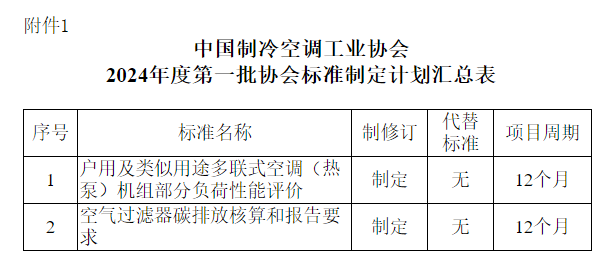 附件1
中国制冷空调工业协会
2024年度第一批协会标准制定计划汇总表
序号 标准名称 制修订 代替标准 项目周期
1 户用及类似用途多联式空调（热泵）机组部分负荷性能评价 制定 无 12个月
2 空气过滤器碳排放核算和报告要求 制定 无 12个月